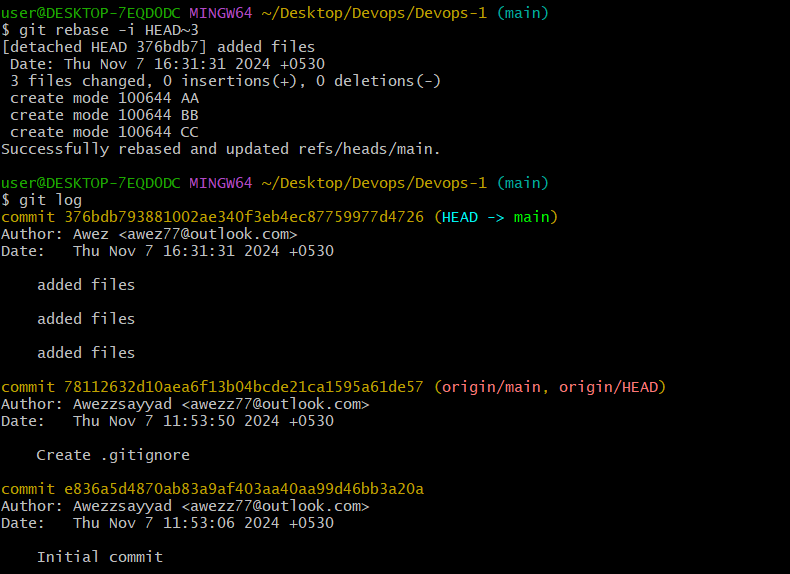 user@DESKTOP-7EQD0DC MINGW64 ~/Desktop/Devops/Devops-1 (main)
$ git rebase -i HEAD~3
[detached HEAD 376bdb7] added files
 Date: Thu Nov 7 16:31:31 2024 +0530
 3 files changed, 0 insertions(+), 0 deletions(-)
 create mode 100644 AA
 create mode 100644 BB
 create mode 100644 CC
Successfully rebased and updated refs/heads/main.
user@DESKTOP-7EQD0DC MINGW64 ~/Desktop/Devops/Devops-1 (main)
$ git log
commit 376bdb793881002ae340f3eb4ec87759977d4726 (HEAD -> main)
Author: Awez <awez77@outlook.com>
Date:   Thu Nov 7 16:31:31 2024 +0530
    added files
    added files
    added files
commit 78112632d10aea6f13b04bcde21ca1595a61de57 (origin/main, origin/HEAD)
Author: Awezzsayyad <awezz77@outlook.com>
Date:   Thu Nov 7 11:53:50 2024 +0530
    Create .gitignore
commit e836a5d4870ab83a9af403aa40aa99d46bb3a20a
Author: Awezzsayyad <awezz77@outlook.com>
Date:   Thu Nov 7 11:53:06 2024 +0530
    Initial commit